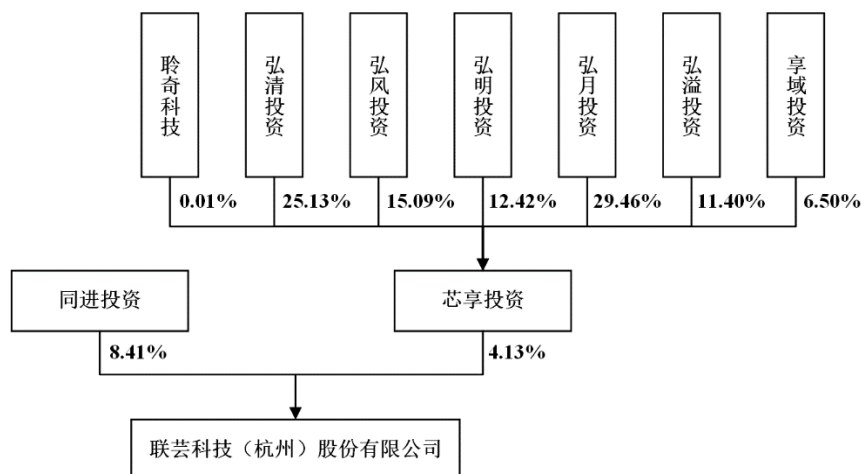 聆奇科技
弘清投资
弘风投资
弘明投资
弘月投资
弘溢投资
享域投资
0.01%
25.13%
15.09%
12.42%
29.46%
11.40%
6.50%
同进投资
芯享投资
8.41%
4.13%
联芸科技（杭州）股份有限公司